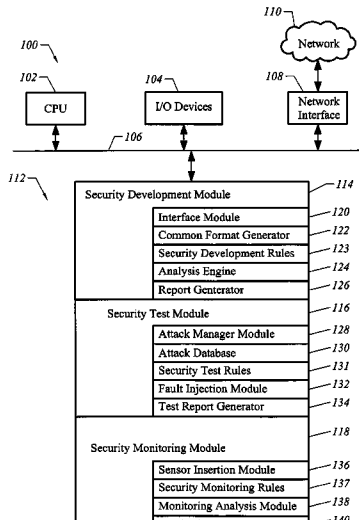 110
Network
100
102
CPU
104
I/O Devices
108
Network
Interface
106
112
Security Development Module
114
Interface Module
120
Common Format Generator
122
Security Development Rules
123
Analysis Engine
124
Report Genterator
126
Security Test Module
116
Attack Manager Module
128
Attack Database
130
Security Test Rules
131
Fault Injection Module
132
Test Report Generator
134
Security Monitoring Module
118
Sensor Insertion Module
136
Security Monitoring Rules
137
Monitoring Analysis Module
138